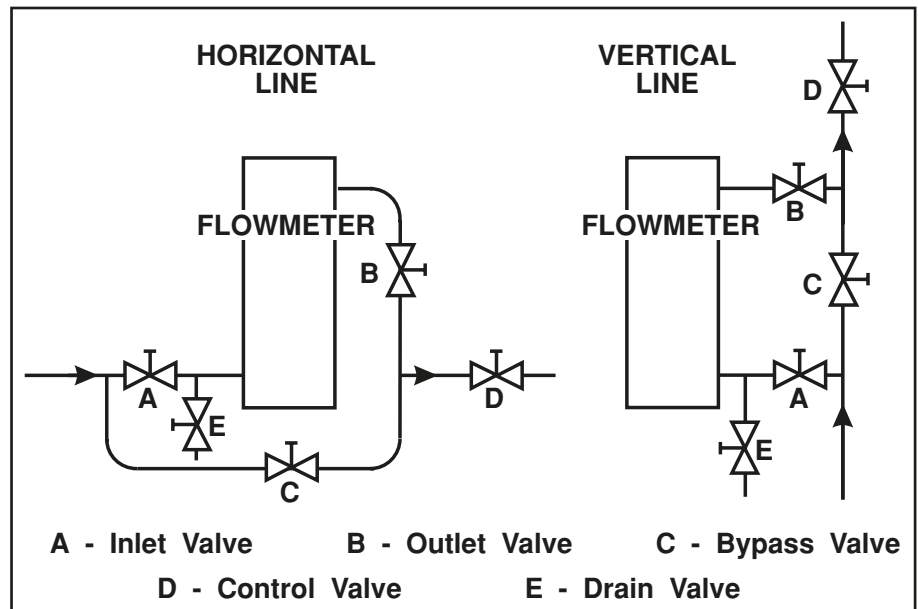 HORIZONTAL
LINE
VERTICAL
LINE
D
FLOWMETER
B
FLOWMETER
B
C
A
E
D
A
E
C
A - Inlet Valve B - Outlet Valve C - Bypass Valve
D - Control Valve E - Drain Valve